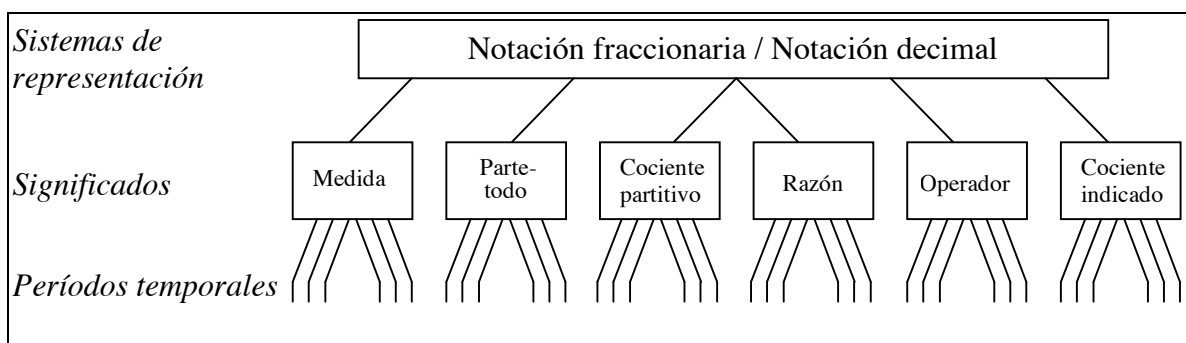 Sistemas de
representación
Notación fraccionaria / Notación decimal
Significados
Medida
Parte-
todo
Cociente
partitivo
Razón
Operador
Cociente
indicado
Períodos temporales